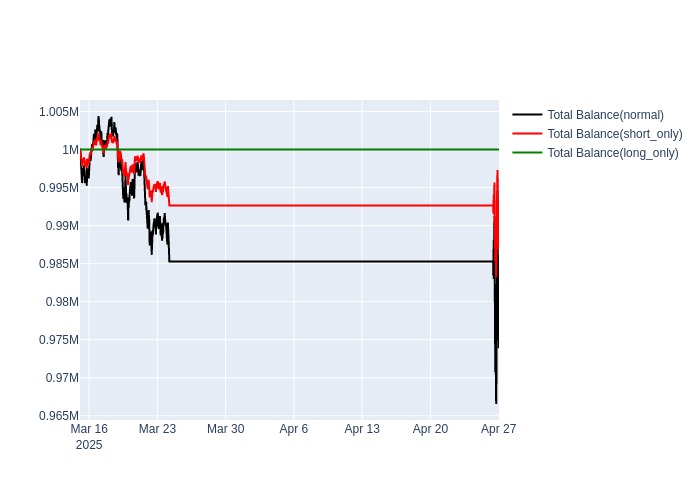 1.005M
1M
0.995M
0.99M
0.985M
0.98M
0.975M
0.97M
0.965M
Mar 16
2025
Mar 23
Mar 30
Apr 6
Apr 13
Apr 20
Apr 27
Total Balance(normal)
Total Balance(short_only)
Total Balance(long_only)